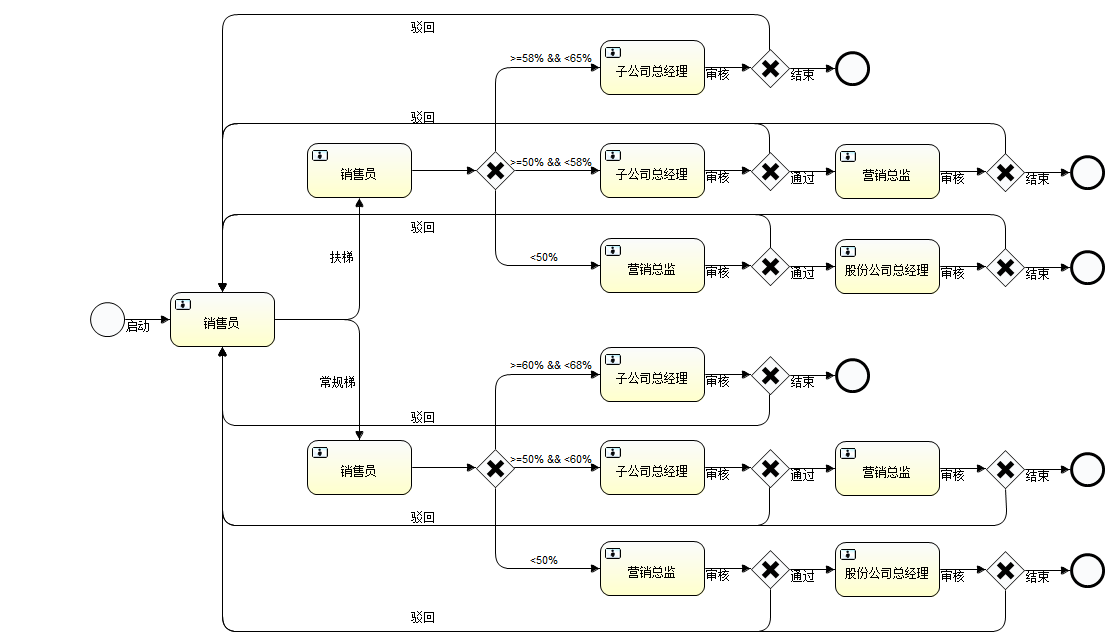 驳回
>=58% && <65%
子公司总经理
审核
结束
驳回
销售员
>=50% && <58%
子公司总经理
审核
通过
营销总监
审核
结束
驳回
扶梯
<50%
营销总监
审核
通过
股份公司总经理
审核
结束
启动
销售员
常规梯
>=60% && <68%
子公司总经理
审核
结束
驳回
销售员
>=50% && <60%
子公司总经理
审核
通过
营销总监
审核
结束
驳回
<50%
营销总监
审核
通过
股份公司总经理
审核
结束
驳回